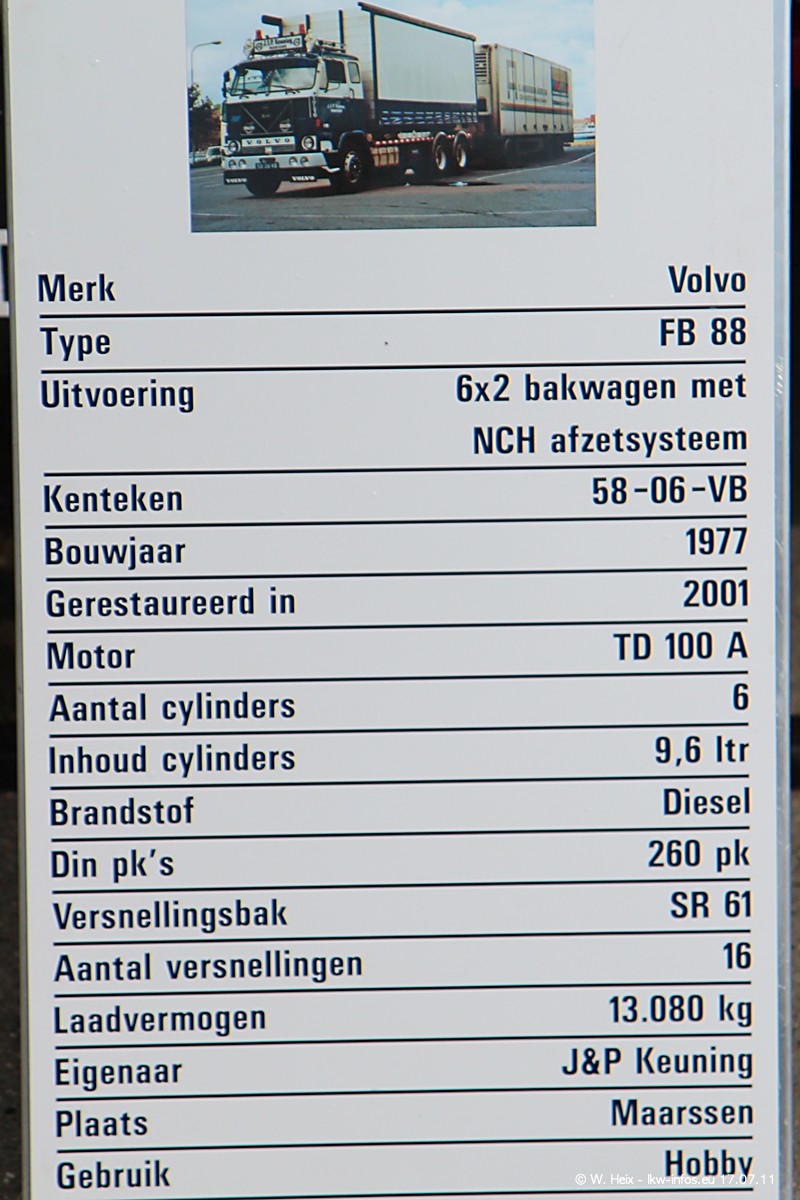 VOLVO
Merk Volvo
Type FB 88
Uitvoering 6x2 bakwagen met
NCH afzetsysteem
Kenteken 58-06-VB
Bouwjaar 1977
Gerestaureerd in 2001
Motor TD 100 A
Aantal cylinders 6
Inhoud cylinders 9,6 ltr
Brandstof Diesel
Din pk's 260 pk
Versnellingsbak SR 61
Aantal versnellingen 16
Laadvermogen 13.080 kg
Eigenaar J&P Keuning
Plaats Maarssen
Gebruik Hobby
© W. Heix - lkw-infos.eu 17.07.11